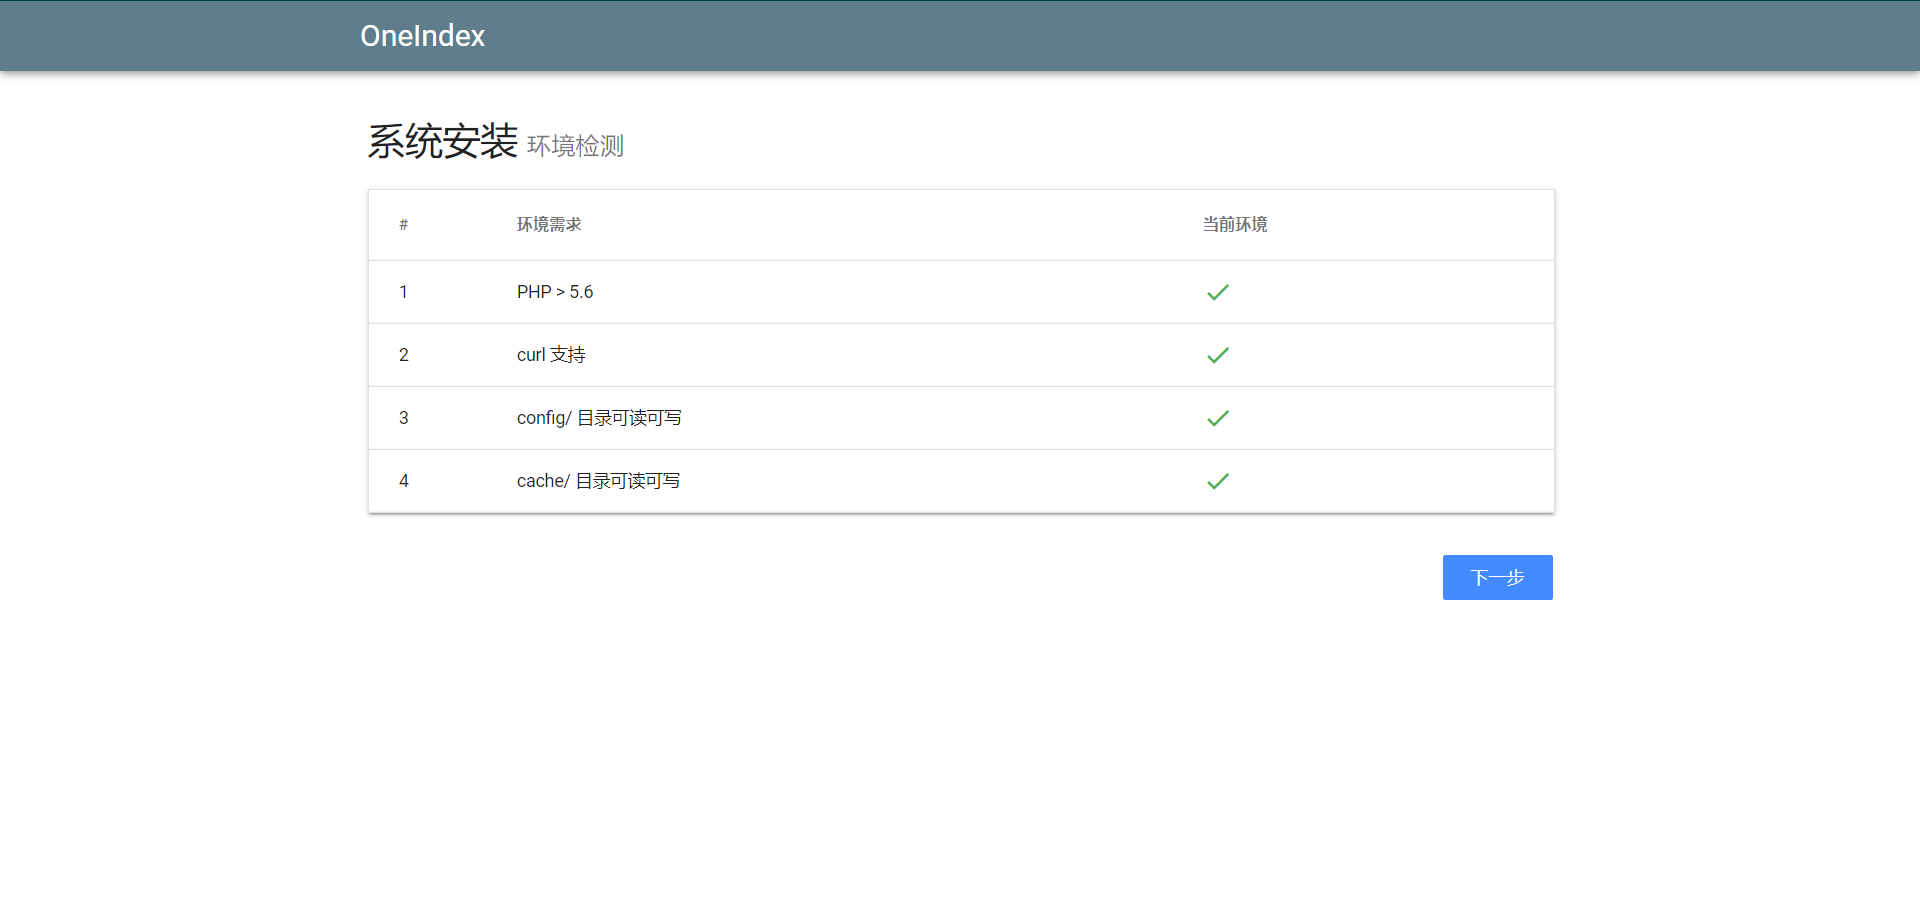 OneIndex
系统安装 环境检测
# 环境需求 当前环境
1 PHP > 5.6
2 curl 支持
3 config/ 目录可读可写
4 cache/ 目录可读可写
下一步